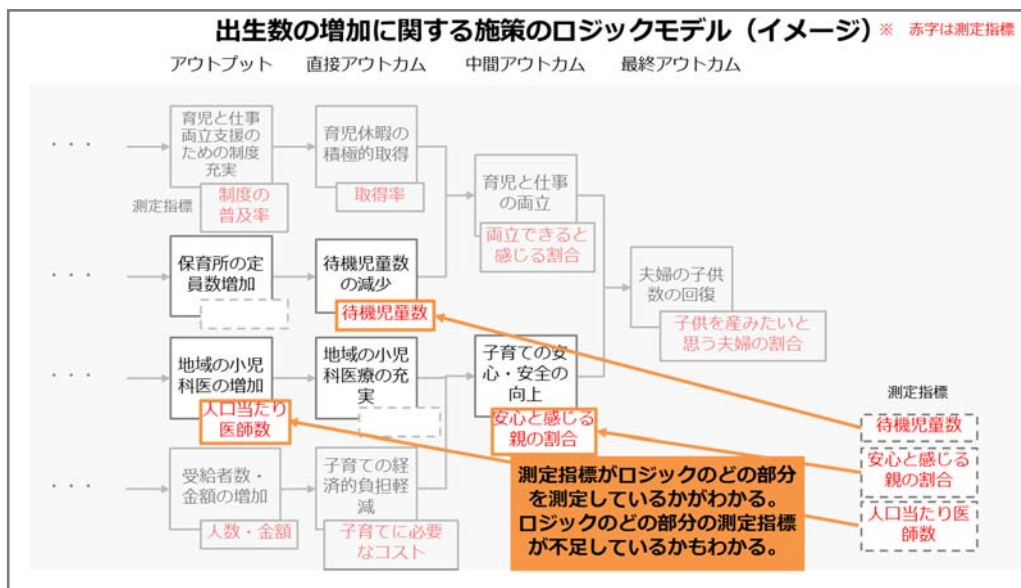 出生数の増加に関する施策のロジックモデル（イメージ）
※　赤字は測定指標
アウトプット
直接アウトカム
中間アウトカム
最終アウトカム
・・・
育児と仕事
両立支援の
ための制度
充実
測定指標
制度の
普及率
育児休暇の
積極的取得
取得率
育児と仕事
の両立
両立できると
感じる割合
・・・
保育所の定
員数増加
待機児童数
の減少
待機児童数
夫婦の子供
数の回復
子供を産みたいと
思う夫婦の割合
・・・
地域の小児
科医の増加
人口当たり
医師数
地域の小児
科医療の充
実
子育ての安
心・安全の
向上
安心と感じる
親の割合
・・・
受給者数・
金額の増加
人数・金額
子育ての経
済的負担軽
減
子育てに必要
なコスト
測定指標がロジックのどの部分
を測定しているかがわかる。
ロジックのどの部分の測定指標
が不足しているかもわかる。
測定指標
待機児童数
安心と感じる
親の割合
人口当たり医
師数